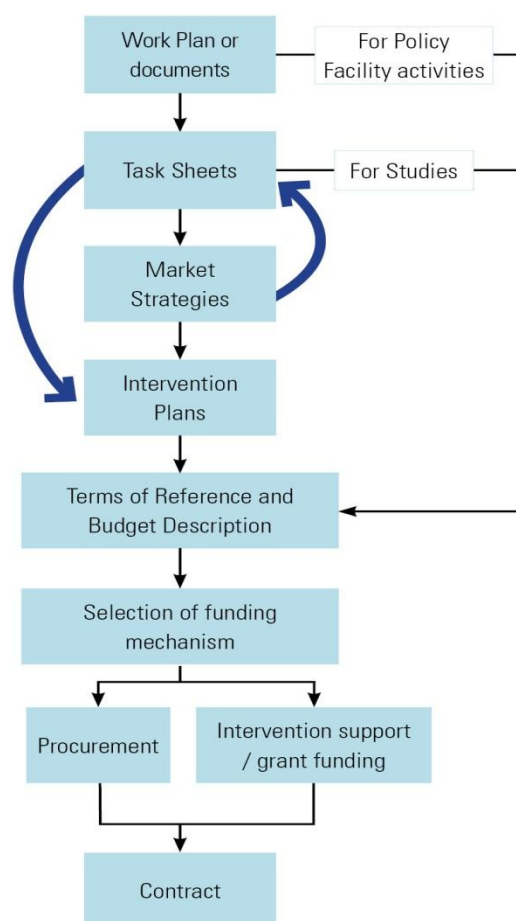 Work Plan or
documents
For Policy
Facility activities
Task Sheets
For Studies
Market
Strategies
Intervention
Plans
Terms of Reference and
Budget Description
Selection of funding
mechanism
Procurement
Intervention support
/ grant funding
Contract